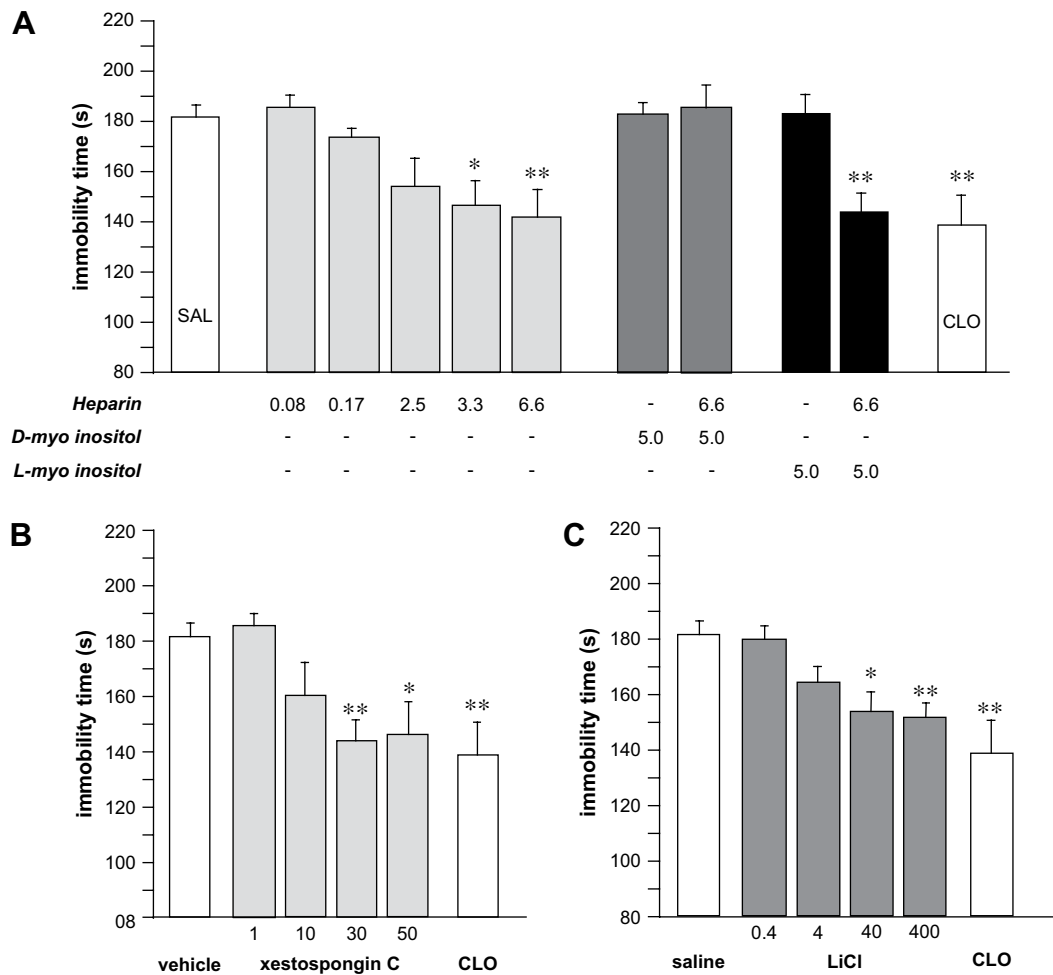 A
220
200
180
160
140
120
100
80
immobility time (s)
SAL
*
**
**
**
CLO
Heparin 0.08 0.17 2.5 3.3 6.6 - 6.6 - 6.6
D-myo inositol - - - - - 5.0 5.0 - -
L-myo inositol - - - - - - - 5.0 5.0
B
220
200
180
160
140
120
100
08
immobility time (s)
**
*
**
1 10 30 50
vehicle xestospongin C CLO
C
220
200
180
160
140
120
100
80
immobility time (s)
*
**
**
0.4 4 40 400
saline LiCl CLO